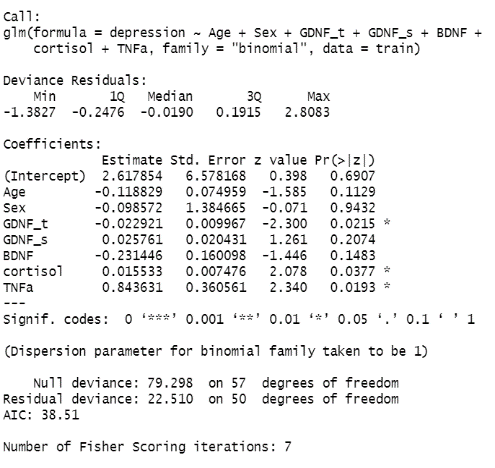 Call:
glm(formula = depression ~ Age + Sex + GDNF_t + GDNF_s + BDNF +
    cortisol + TNFa, family = "binomial", data = train)

Deviance Residuals:
    Min       1Q   Median       3Q      Max
-1.3827  -0.2476  -0.0190   0.1915   2.8083

Coefficients:
             Estimate Std. Error z value Pr(>|z|)
(Intercept)  2.617854   6.578168   0.398   0.6907
Age         -0.118829   0.074959  -1.585   0.1129
Sex         -0.098572   1.384665  -0.071   0.9432
GDNF_t      -0.022921   0.009967  -2.300   0.0215 *
GDNF_s       0.025761   0.020431   1.261   0.2074
BDNF        -0.231446   0.160098  -1.446   0.1483
cortisol     0.015533   0.007476   2.078   0.0377 *
TNFa         0.843631   0.360561   2.340   0.0193 *
---
Signif. codes:  0 ‘***’ 0.001 ‘**’ 0.01 ‘*’ 0.05 ‘.’ 0.1 ‘ ’ 1

(Dispersion parameter for binomial family taken to be 1)

    Null deviance: 79.298  on 57  degrees of freedom
Residual deviance: 22.510  on 50  degrees of freedom
AIC: 38.51

Number of Fisher Scoring iterations: 7